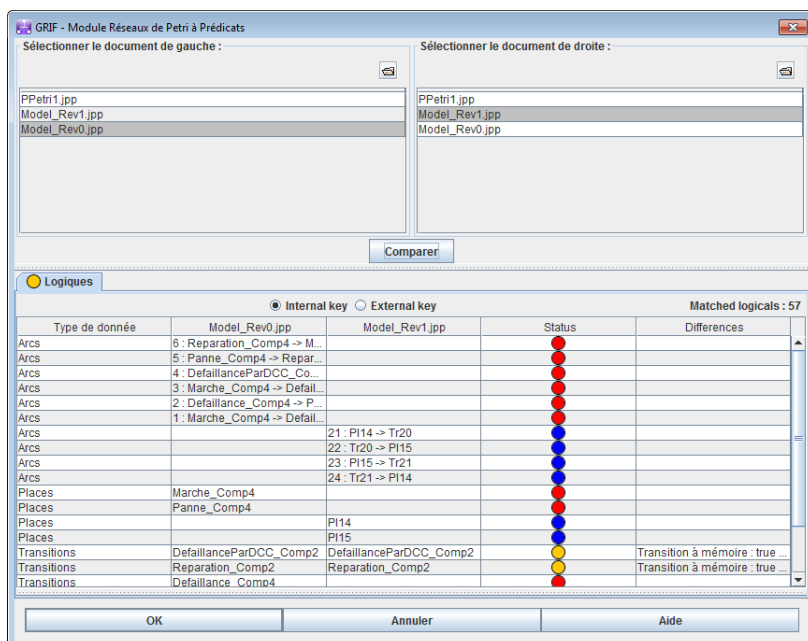 GRIF - Module Réseaux de Petri à Prédicats
Sélectionner le document de gauche :
Sélectionner le document de droite :
PPetri1.jpp
Model_Rev1.jpp
Model_Rev0.jpp
PPetri1.jpp
Model_Rev1.jpp
Model_Rev0.jpp
Comparer
Logiques
Internal key External key Matched logicals : 57
Type de donnée Model_Rev0.jpp Model_Rev1.jpp Status Differences
Arcs 6 : Reparation_Comp4 -> M...
Arcs 5 : Panne_Comp4 -> Repar...
Arcs 4 : DefaillanceParDCC_Co...
Arcs 3 : Marche_Comp4 -> Defail...
Arcs 2 : Defaillance_Comp4 -> P...
Arcs 1 : Marche_Comp4 -> Defail...
Arcs 21 : Pl14 -> Tr20
Arcs 22 : Tr20 -> Pl15
Arcs 23 : Pl15 -> Tr21
Arcs 24 : Tr21 -> Pl14
Places Marche_Comp4
Places Panne_Comp4
Places Pl14
Places Pl15
Transitions DefaillanceParDCC_Comp2 DefaillanceParDCC_Comp2 Transition à mémoire : true ...
Transitions Reparation_Comp2 Reparation_Comp2 Transition à mémoire : true ...
Transitions Defaillance_Comp4
OK Annuler Aide